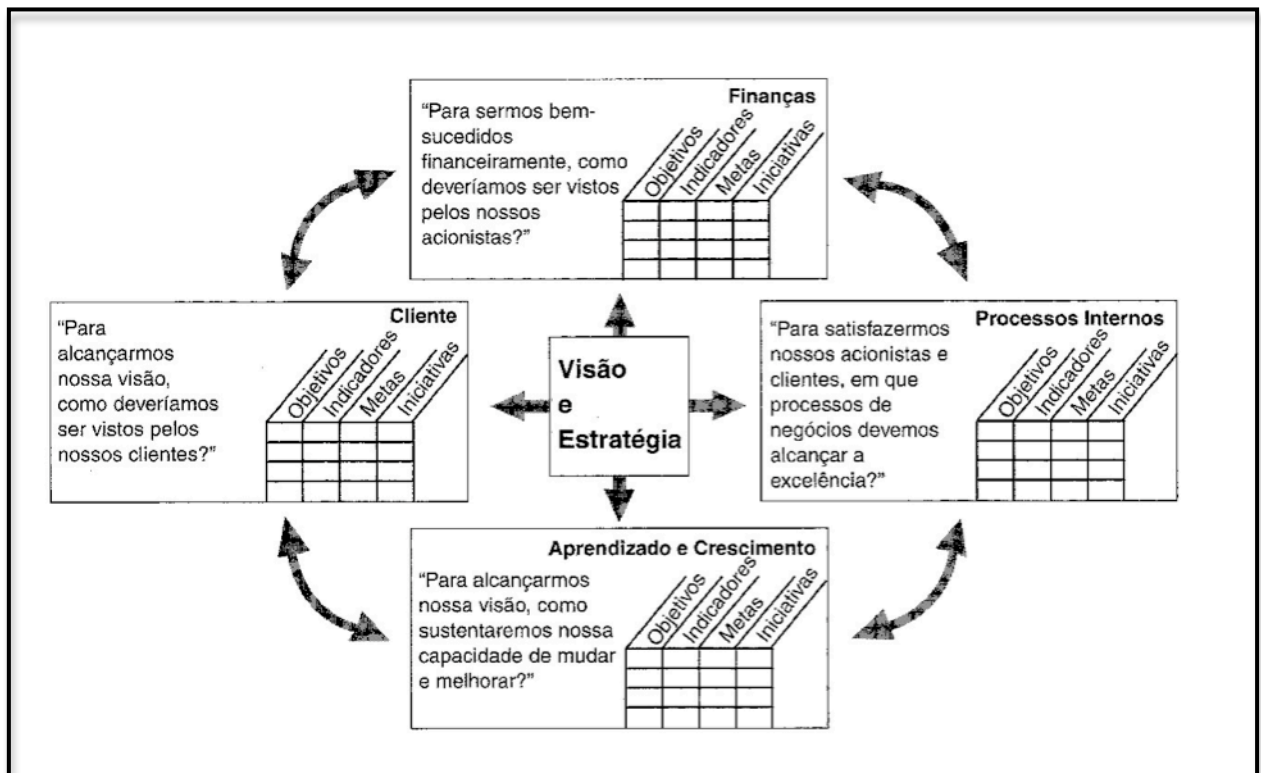 Finanças
“Para sermos bem-
sucedidos
financeiramente, como
deveríamos ser vistos
pelos nossos
acionistas?”
Objetivos
Indicadores
Metas
Iniciativas
Cliente
“Para
alcançarmos
nossa visão,
como deveríamos
ser vistos pelos
nossos clientes?”
Objetivos
Indicadores
Metas
Iniciativas
Visão
e
Estratégia
Processos Internos
“Para satisfazermos
nossos acionistas e
clientes, em que
processos de
negócios devemos
alcançar a
excelência?”
Objetivos
Indicadores
Metas
Iniciativas
Aprendizado e Crescimento
“Para alcançarmos
nossa visão, como
sustentaremos nossa
capacidade de mudar
e melhorar?”
Objetivos
Indicadores
Metas
Iniciativas